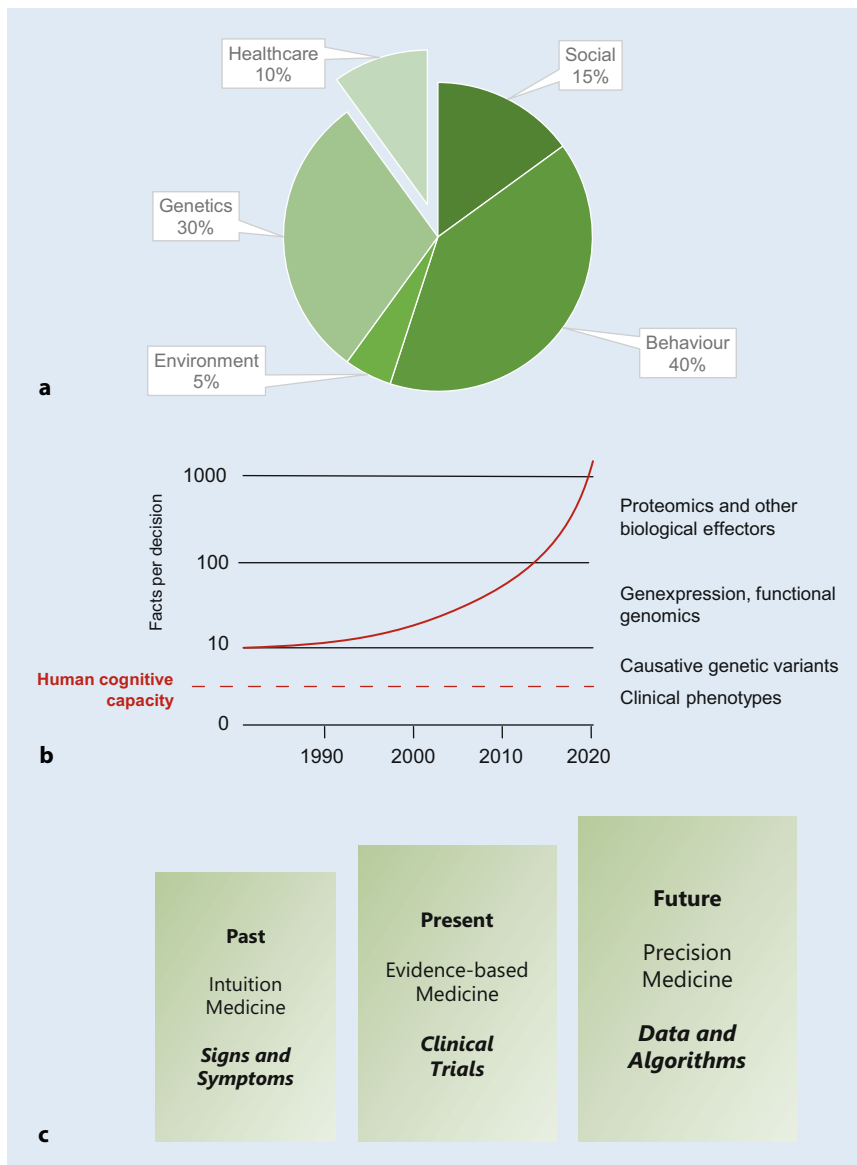 Healthcare
10%
Social
15%
Genetics
30%
Environment
5%
Behaviour
40%
a
Facts per decision
1000
100
10
0
Human cognitive
capacity
1990
2000
2010
2020
Proteomics and other
biological effectors
Genexpression, functional
genomics
Causative genetic variants
Clinical phenotypes
b
Past
Intuition
Medicine
Signs and
Symptoms
Present
Evidence-based
Medicine
Clinical
Trials
Future
Precision
Medicine
Data and
Algorithms
c